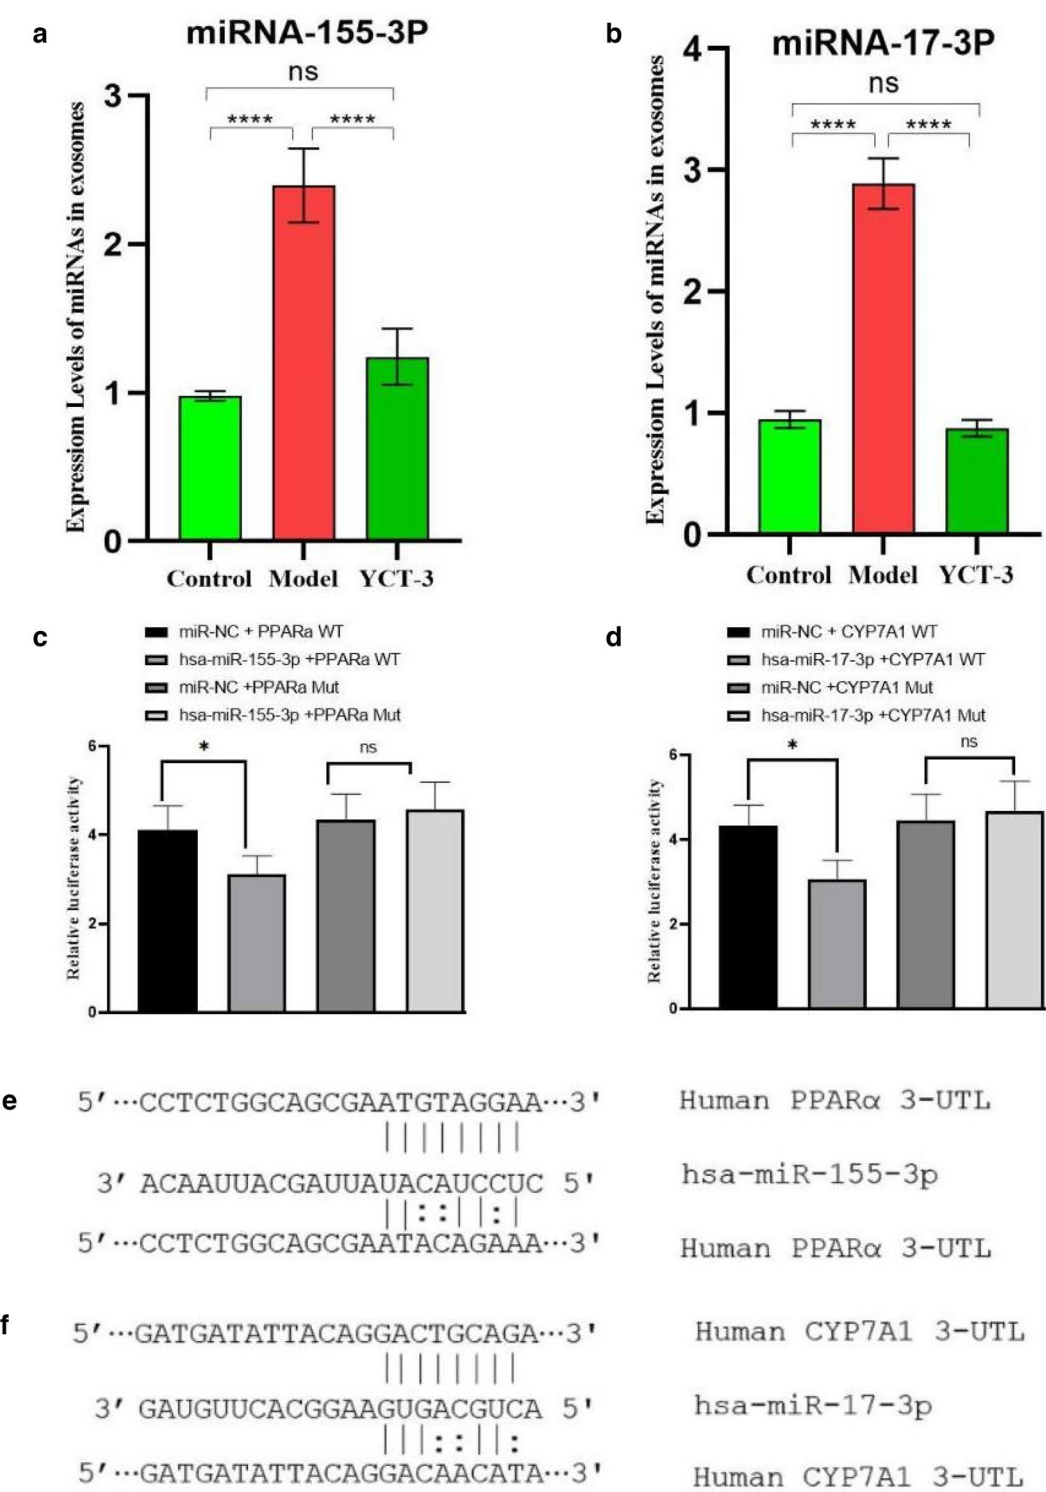 a
miRNA-155-3P
ns
**** ****
Expressiom Levels of miRNAs in exosomes
3
2
1
0
Control Model YCT-3
b
miRNA-17-3P
ns
**** ****
Expressiom Levels of miRNAs in exosomes
4
3
2
1
0
Control Model YCT-3
c
miR-NC + PPARa WT
hsa-miR-155-3p +PPARa WT
miR-NC +PPARa Mut
hsa-miR-155-3p +PPARa Mut
* ns
Relative luciferase activity
6
4
2
0
d
miR-NC + CYP7A1 WT
hsa-miR-17-3p +CYP7A1 WT
miR-NC +CYP7A1 Mut
hsa-miR-17-3p +CYP7A1 Mut
* ns
Relative luciferase activity
6
4
2
0
e
5′···CCTCTGGCAGCGAATGTAGGAA···3' Human PPARα 3-UTL
3′ ACAAUUACGAUUAUACAUCCUC 5' hsa-miR-155-3p
5′···CCTCTGGCAGCGAATACAGAAA···3' Human PPARα 3-UTL
f
5′···GATGATATTACAGGACTGCAGA···3' Human CYP7A1 3-UTL
3′ GAUGUUCACGGAAGUGACGUCA 5' hsa-miR-17-3p
5′···GATGATATTACAGGACAACATA···3' Human CYP7A1 3-UTL